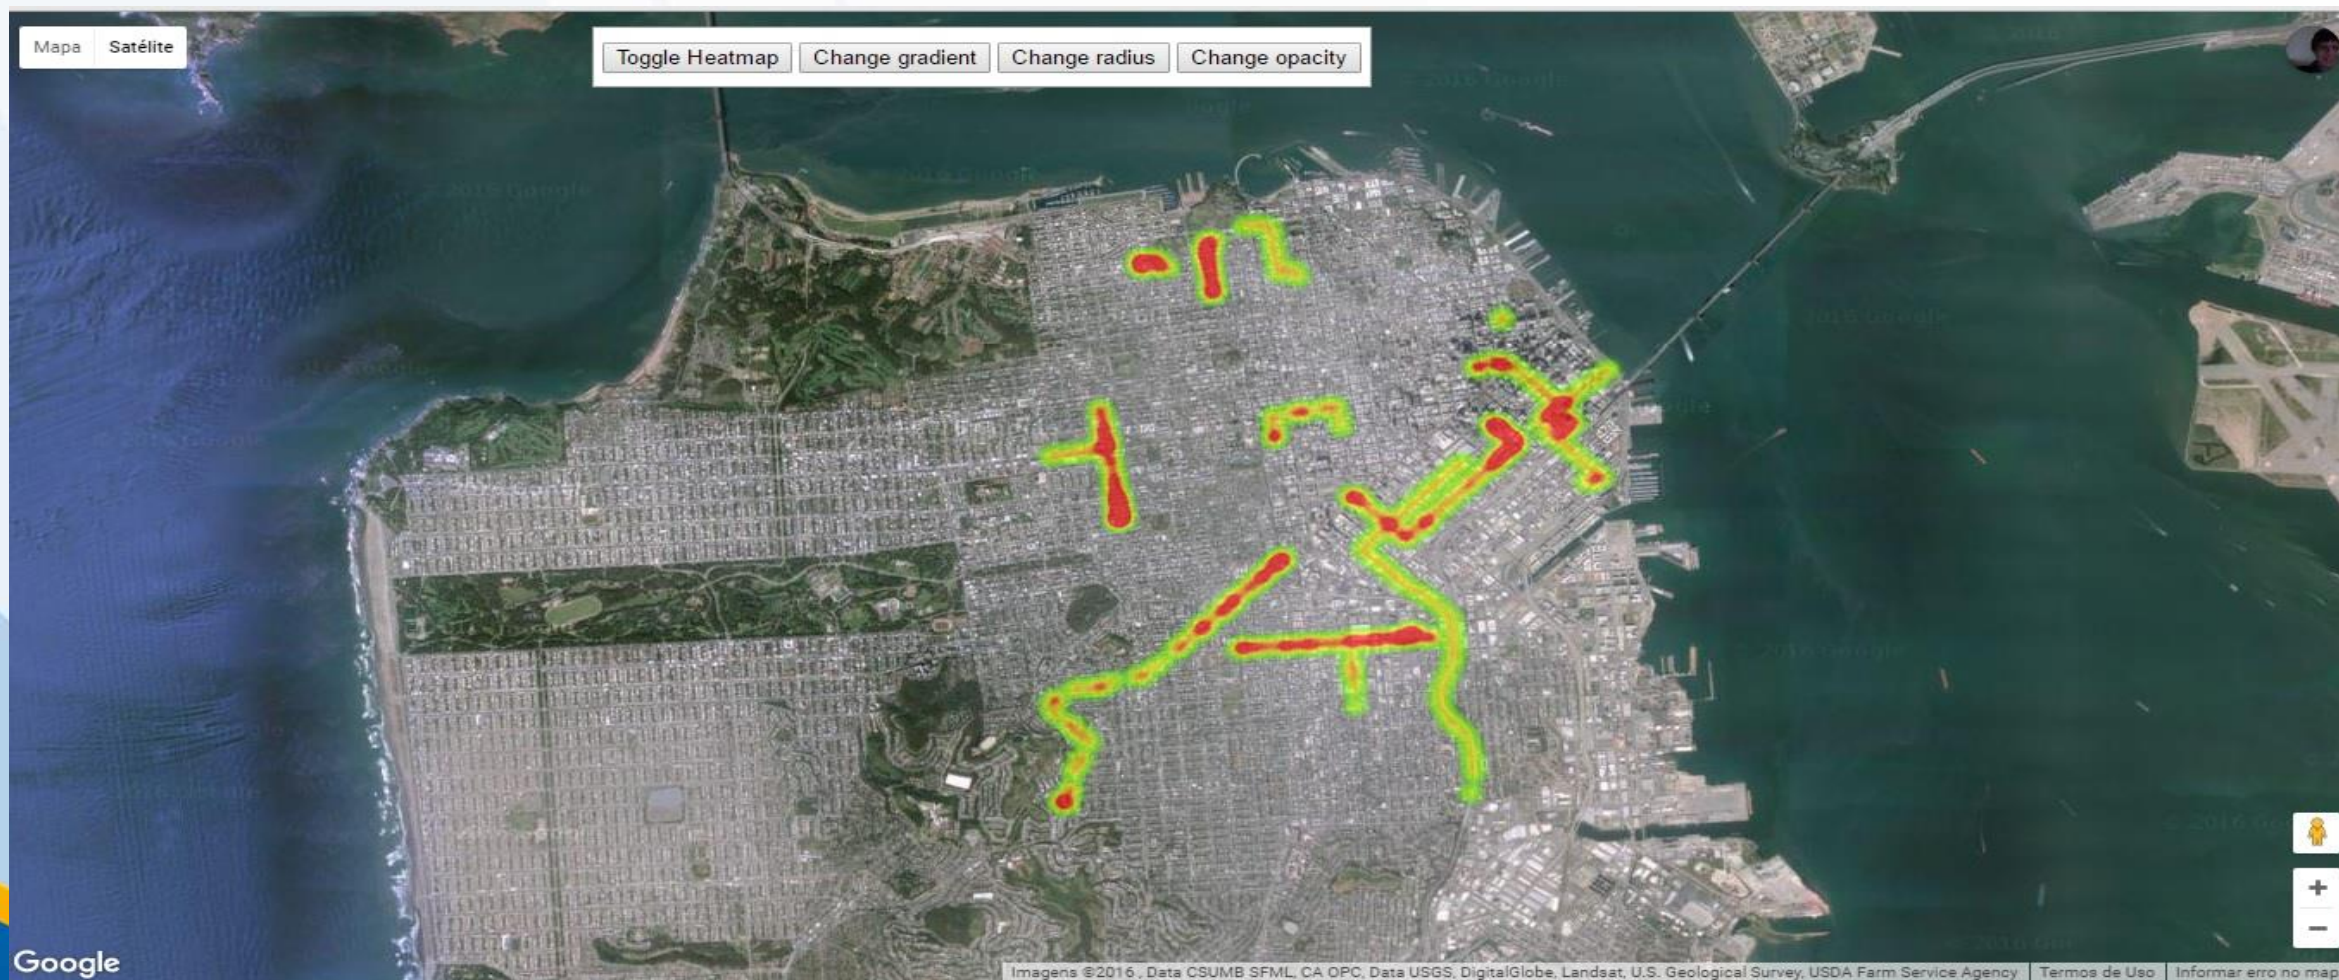 Mapa Satélite
Toggle Heatmap Change gradient Change radius Change opacity
Google
Imagens ©2016 , Data CSUMB SFML, CA OPC, Data USGS, DigitalGlobe, Landsat, U.S. Geological Survey, USDA Farm Service Agency Termos de Uso Informar erro no map